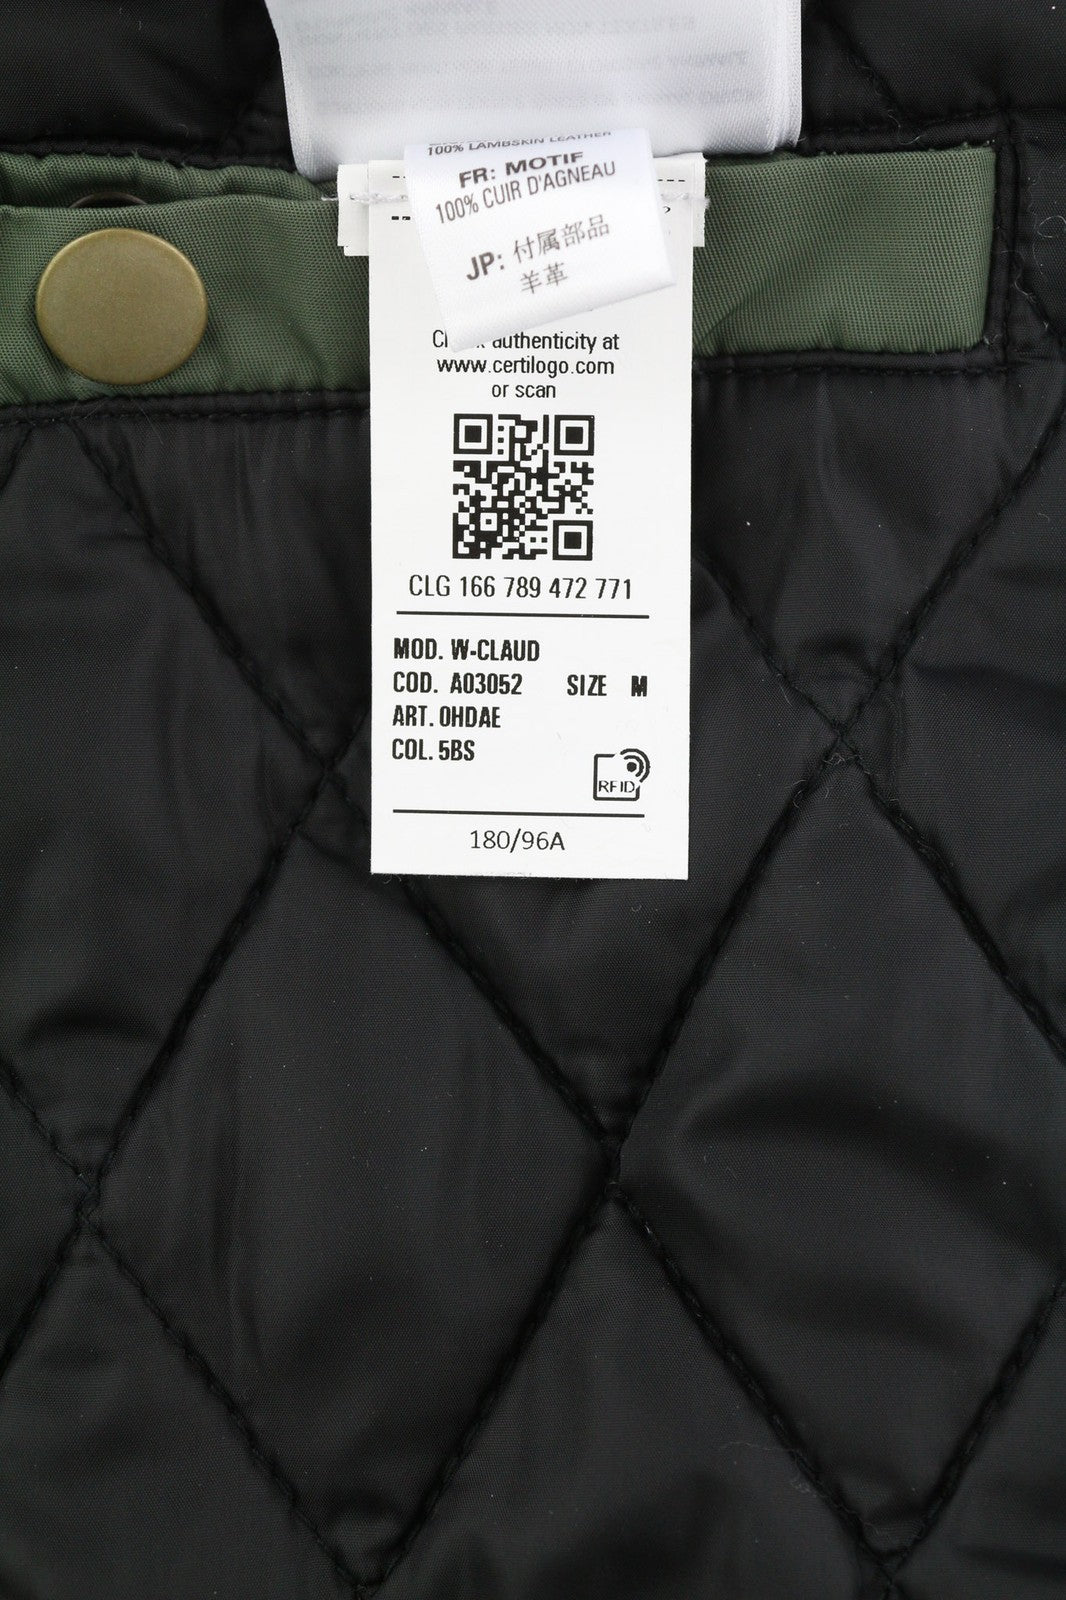 100% LAMBSKIN LEATHER
FR: MOTIF
100% CUIR D'AGNEAU
JP: 付属部品
羊革
authenticity at
www.certilogo.com
or scan
CLG 166 789 472 771
MOD. W-CLAUD
COD. A03052 SIZE M
ART. OHDAE
COL. 5BS
RFID
180/96A